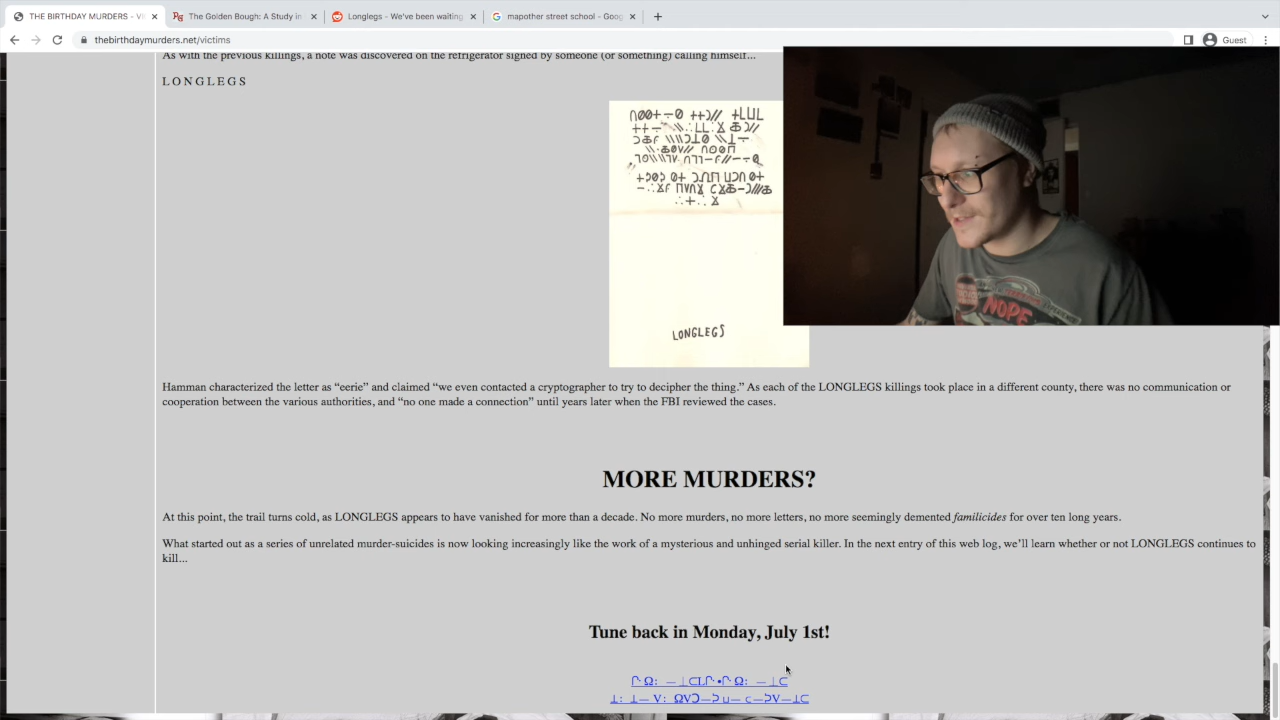 THE BIRTHDAY MURDERS - Vi
The Golden Bough: A Study in
Longlegs - We've been waiting
mapother street school - Goog
thebirthdaymurders.net/victims
Guest
As with the previous killings, a note was discovered on the refrigerator signed by someone (or something) calling himself...
L O N G L E G S
LONGLEGS
NOPE
Hamman characterized the letter as “eerie” and claimed “we even contacted a cryptographer to try to decipher the thing.” As each of the LONGLEGS killings took place in a different county, there was no communication or
cooperation between the various authorities, and “no one made a connection” until years later when the FBI reviewed the cases.
MORE MURDERS?
At this point, the trail turns cold, as LONGLEGS appears to have vanished for more than a decade. No more murders, no more letters, no more seemingly demented familicides for over ten long years.
What started out as a series of unrelated murder-suicides is now looking increasingly like the work of a mysterious and unhinged serial killer. In the next entry of this web log, we’ll learn whether or not LONGLEGS continues to
kill...
Tune back in Monday, July 1st!